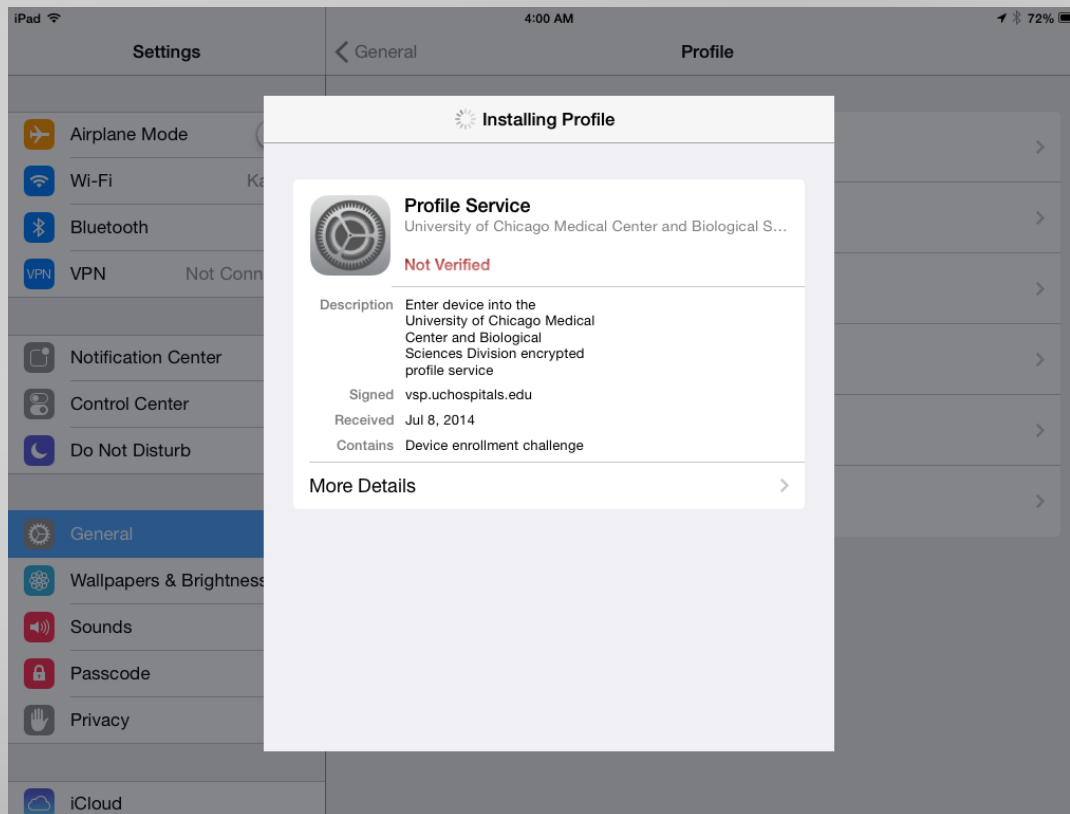 iPad 4:00 AM 72%
Settings General Profile
Installing Profile
Airplane Mode
Wi-Fi Ka
Bluetooth
VPN VPN Not Conn
Notification Center
Control Center
Do Not Disturb
General
Wallpapers & Brightness
Sounds
Passcode
Privacy
iCloud
Profile Service
University of Chicago Medical Center and Biological S...
Not Verified
Description Enter device into the
University of Chicago Medical
Center and Biological
Sciences Division encrypted
profile service
Signed vsp.uchospitals.edu
Received Jul 8, 2014
Contains Device enrollment challenge
More Details